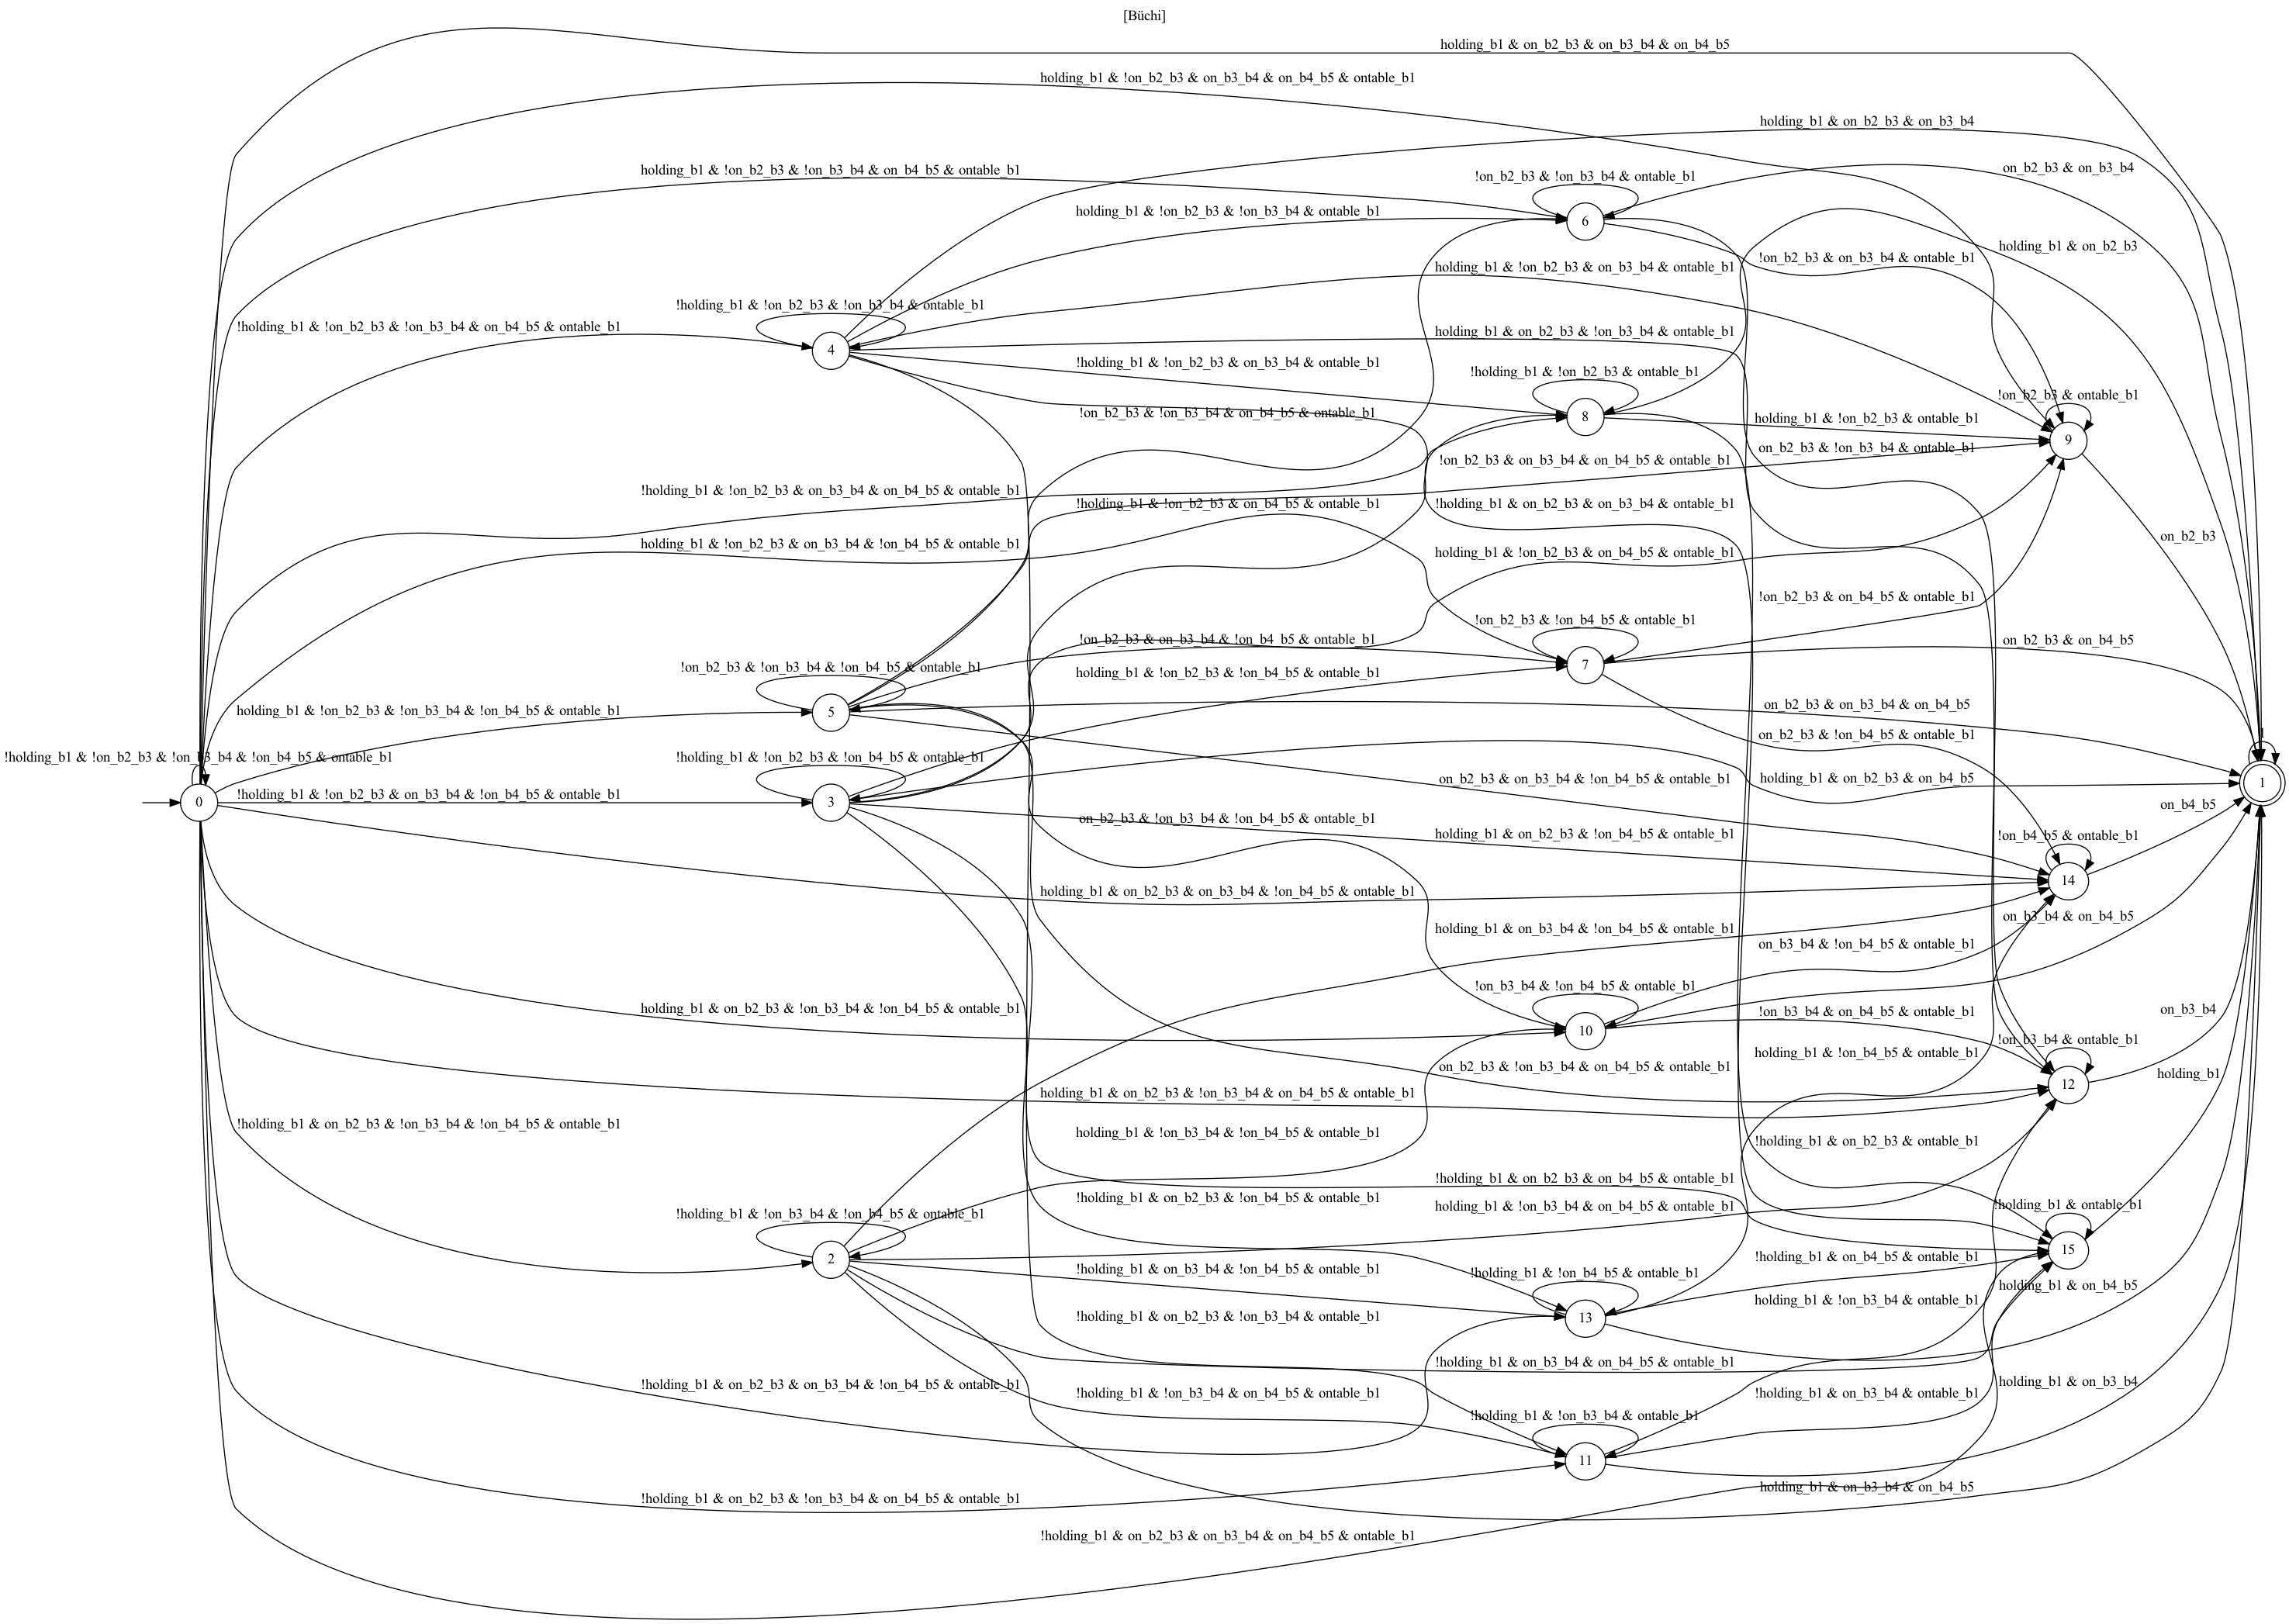 [Büchi]
holding_b1 & on_b2_b3 & on_b3_b4 & on_b4_b5
holding_b1 & !on_b2_b3 & on_b3_b4 & on_b4_b5 & ontable_b1
holding_b1 & on_b2_b3 & on_b3_b4
holding_b1 & !on_b2_b3 & !on_b3_b4 & on_b4_b5 & ontable_b1
on_b2_b3 & on_b3_b4
!on_b2_b3 & !on_b3_b4 & ontable_b1
holding_b1 & !on_b2_b3 & !on_b3_b4 & ontable_b1
6
holding_b1 & on_b2_b3
!on_b2_b3 & on_b3_b4 & ontable_b1
holding_b1 & !on_b2_b3 & on_b3_b4 & ontable_b1
!holding_b1 & !on_b2_b3 & !on_b3_b4 & ontable_b1
!holding_b1 & !on_b2_b3 & !on_b3_b4 & on_b4_b5 & ontable_b1
holding_b1 & on_b2_b3 & !on_b3_b4 & ontable_b1
4
!holding_b1 & !on_b2_b3 & on_b3_b4 & ontable_b1
!holding_b1 & !on_b2_b3 & ontable_b1
!on_b2_b3 & ontable_b1
!on_b2_b3 & !on_b3_b4 & on_b4_b5 & ontable_b1
8
holding_b1 & !on_b2_b3 & ontable_b1
9
on_b2_b3 & !on_b3_b4 & ontable_b1
!on_b2_b3 & on_b3_b4 & on_b4_b5 & ontable_b1
!holding_b1 & !on_b2_b3 & on_b3_b4 & on_b4_b5 & ontable_b1
!holding_b1 & !on_b2_b3 & on_b4_b5 & ontable_b1
!holding_b1 & on_b2_b3 & on_b3_b4 & ontable_b1
on_b2_b3
holding_b1 & !on_b2_b3 & on_b3_b4 & !on_b4_b5 & ontable_b1
holding_b1 & !on_b2_b3 & on_b4_b5 & ontable_b1
!on_b2_b3 & on_b4_b5 & ontable_b1
!on_b2_b3 & !on_b4_b5 & ontable_b1
!on_b2_b3 & on_b3_b4 & !on_b4_b5 & ontable_b1
on_b2_b3 & on_b4_b5
!on_b2_b3 & !on_b3_b4 & !on_b4_b5 & ontable_b1
7
holding_b1 & !on_b2_b3 & !on_b4_b5 & ontable_b1
holding_b1 & !on_b2_b3 & !on_b3_b4 & !on_b4_b5 & ontable_b1
5
on_b2_b3 & on_b3_b4 & on_b4_b5
on_b2_b3 & !on_b4_b5 & ontable_b1
1
!holding_b1 & !on_b2_b3 & !on_b3_b4 & !on_b4_b5 & ontable_b1
!holding_b1 & !on_b2_b3 & !on_b4_b5 & ontable_b1
on_b2_b3 & on_b3_b4 & !on_b4_b5 & ontable_b1
holding_b1 & on_b2_b3 & on_b4_b5
1
!holding_b1 & !on_b2_b3 & on_b3_b4 & !on_b4_b5 & ontable_b1
0
3
on_b4_b5
on_b2_b3 & !on_b3_b4 & !on_b4_b5 & ontable_b1
holding_b1 & on_b2_b3 & !on_b4_b5 & ontable_b1
!on_b4_b5 & ontable_b1
14
holding_b1 & on_b2_b3 & on_b3_b4 & !on_b4_b5 & ontable_b1
on_b3_b4 & on_b4_b5
holding_b1 & on_b3_b4 & !on_b4_b5 & ontable_b1
on_b3_b4 & !on_b4_b5 & ontable_b1
!on_b3_b4 & !on_b4_b5 & ontable_b1
holding_b1 & on_b2_b3 & !on_b3_b4 & !on_b4_b5 & ontable_b1
!on_b3_b4 & on_b4_b5 & ontable_b1
on_b3_b4
10
!on_b3_b4 & ontable_b1
holding_b1 & !on_b4_b5 & ontable_b1
on_b2_b3 & !on_b3_b4 & on_b4_b5 & ontable_b1
holding_b1
12
holding_b1 & on_b2_b3 & !on_b3_b4 & on_b4_b5 & ontable_b1
!holding_b1 & on_b2_b3 & !on_b3_b4 & !on_b4_b5 & ontable_b1
holding_b1 & !on_b3_b4 & !on_b4_b5 & ontable_b1
!holding_b1 & on_b2_b3 & ontable_b1
!holding_b1 & on_b2_b3 & on_b4_b5 & ontable_b1
!holding_b1 & on_b2_b3 & !on_b4_b5 & ontable_b1
holding_b1 & !on_b3_b4 & on_b4_b5 & ontable_b1
!holding_b1 & ontable_b1
!holding_b1 & !on_b3_b4 & !on_b4_b5 & ontable_b1
15
2
!holding_b1 & on_b4_b5 & ontable_b1
!holding_b1 & on_b3_b4 & !on_b4_b5 & ontable_b1
!holding_b1 & !on_b4_b5 & ontable_b1
holding_b1 & on_b4_b5
holding_b1 & !on_b3_b4 & ontable_b1
!holding_b1 & on_b2_b3 & !on_b3_b4 & ontable_b1
13
!holding_b1 & on_b3_b4 & on_b4_b5 & ontable_b1
holding_b1 & on_b3_b4
!holding_b1 & on_b2_b3 & on_b3_b4 & !on_b4_b5 & ontable_b1
!holding_b1 & !on_b3_b4 & on_b4_b5 & ontable_b1
!holding_b1 & on_b3_b4 & ontable_b1
!holding_b1 & !on_b3_b4 & ontable_b1
11
holding_b1 & on_b3_b4 & on_b4_b5
!holding_b1 & on_b2_b3 & !on_b3_b4 & on_b4_b5 & ontable_b1
!holding_b1 & on_b2_b3 & on_b3_b4 & on_b4_b5 & ontable_b1